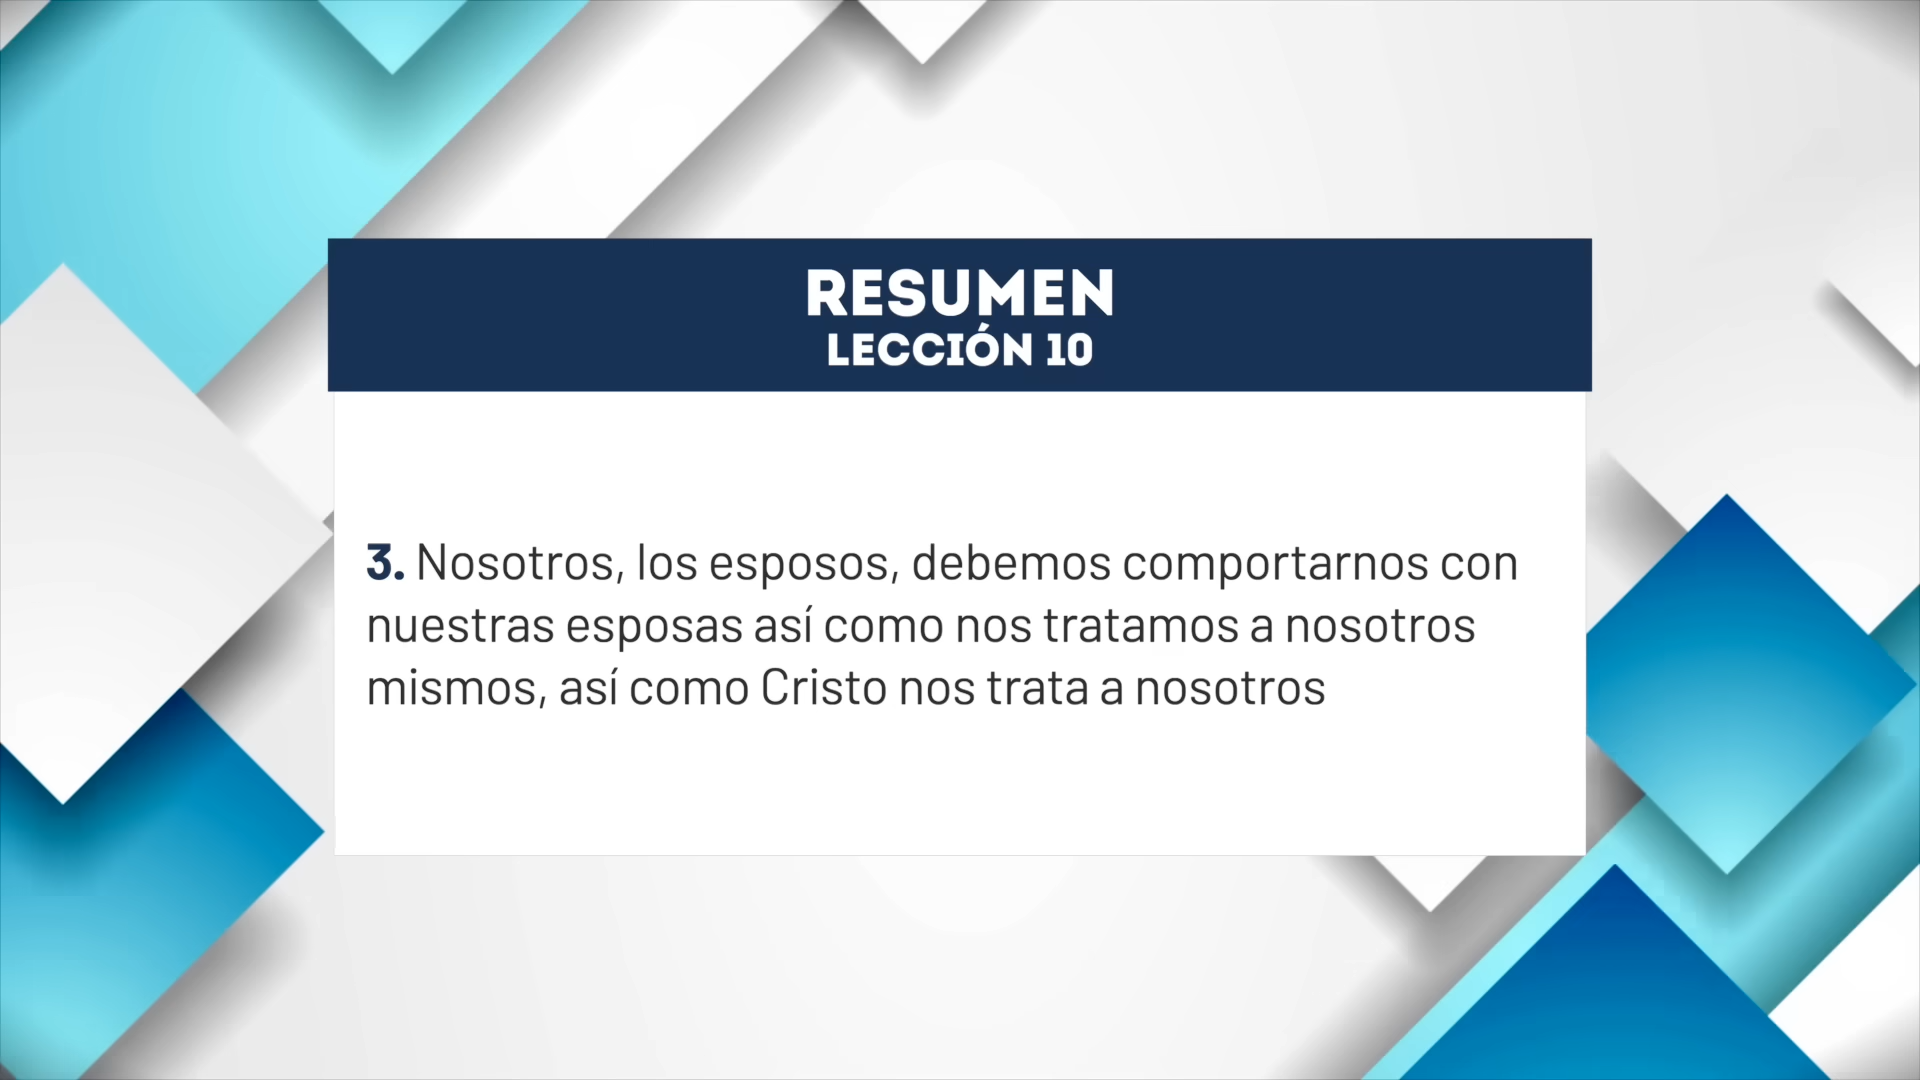 RESUMEN
LECCIÓN 10
3. Nosotros, los esposos, debemos comportarnos con
nuestras esposas así como nos tratamos a nosotros
mismos, así como Cristo nos trata a nosotros